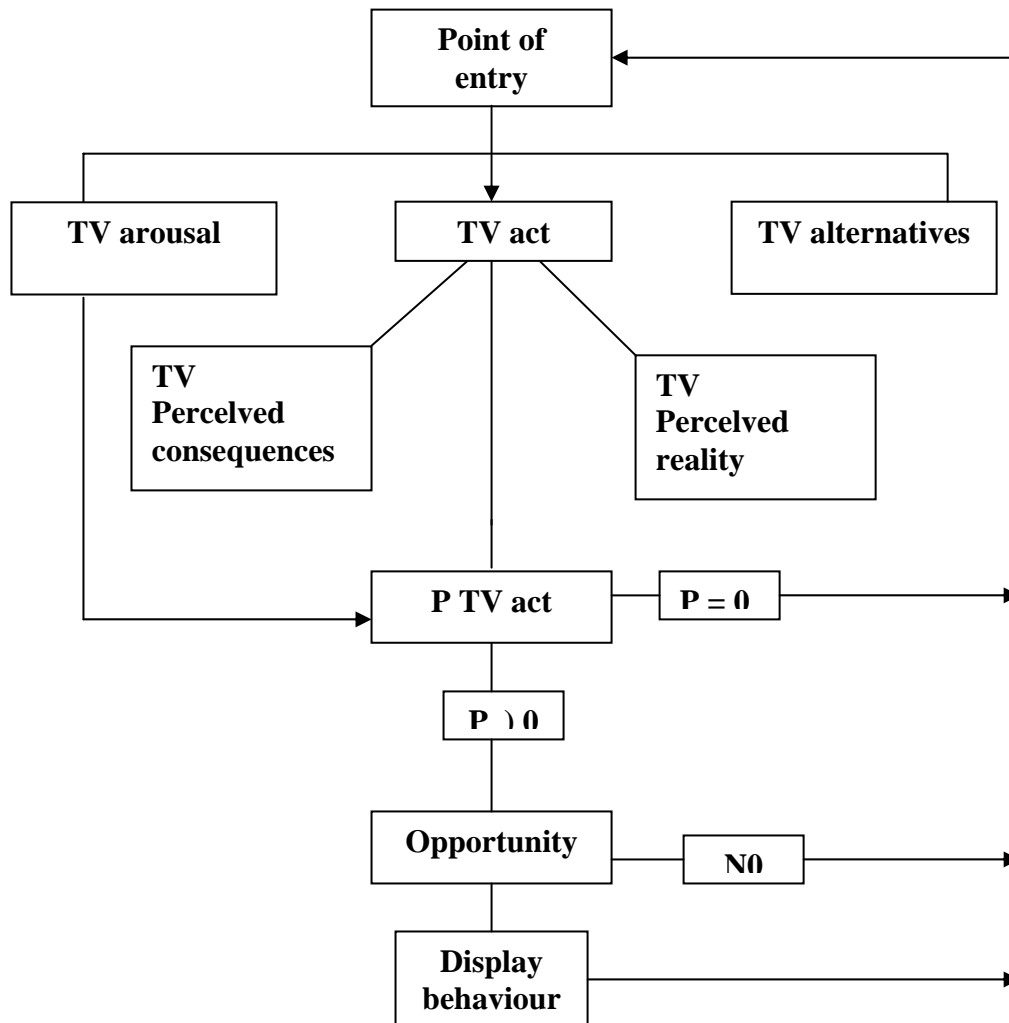 Point of
entry
TV arousal
TV act
TV alternatives
TV
Percelved
consequences
TV
Percelved
reality
P TV act
P = 0
P ) 0
Opportunity
N0
Display
behaviour